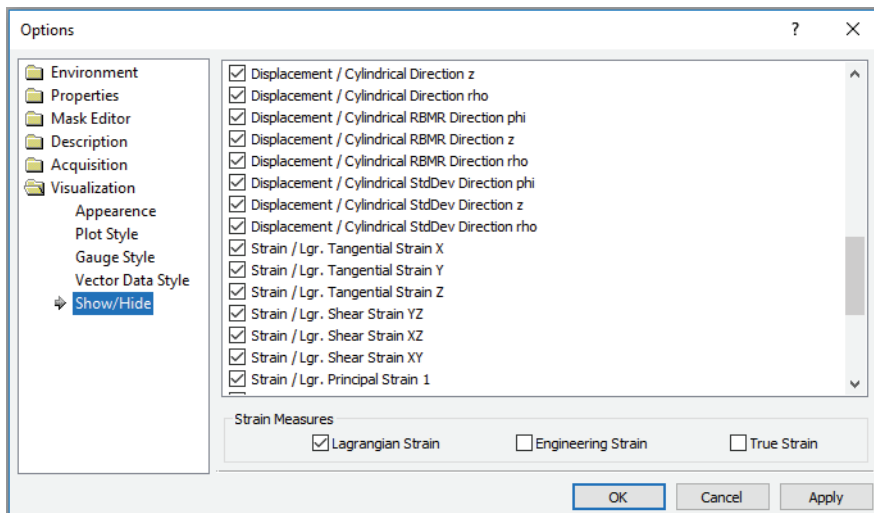 Options
?
Environment
Properties
Mask Editor
Description
Acquisition
Visualization
Appearence
Plot Style
Gauge Style
Vector Data Style
Show/Hide
Displacement / Cylindrical Direction z
Displacement / Cylindrical Direction rho
Displacement / Cylindrical RBMR Direction phi
Displacement / Cylindrical RBMR Direction z
Displacement / Cylindrical RBMR Direction rho
Displacement / Cylindrical StdDev Direction phi
Displacement / Cylindrical StdDev Direction z
Displacement / Cylindrical StdDev Direction rho
Strain / Lgr. Tangential Strain X
Strain / Lgr. Tangential Strain Y
Strain / Lgr. Tangential Strain Z
Strain / Lgr. Shear Strain YZ
Strain / Lgr. Shear Strain XZ
Strain / Lgr. Shear Strain XY
Strain / Lgr. Principal Strain 1
Strain Measures
Lagrangian Strain Engineering Strain True Strain
OK Cancel Apply